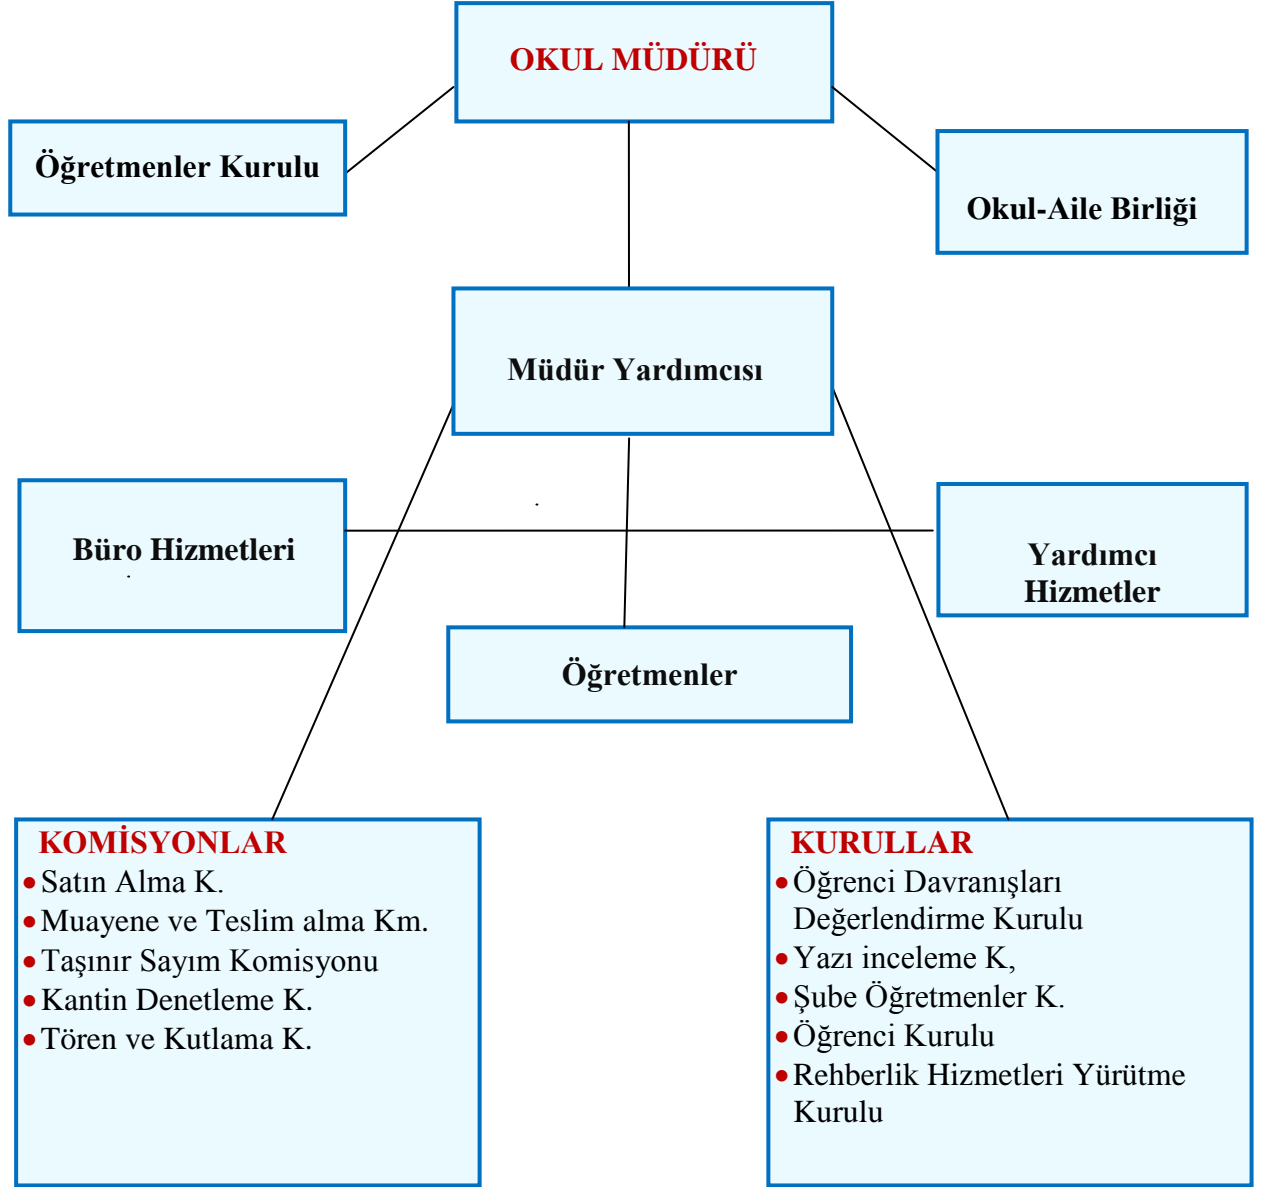 OKUL MÜDÜRÜ
Öğretmenler Kurulu
Okul-Aile Birliği
Müdür Yardımcısı
Büro Hizmetleri
Yardımcı
Hizmetler
Öğretmenler
KOMİSYONLAR
•Satın Alma K.
•Muayene ve Teslim alma Km.
•Taşınır Sayım Komisyonu
•Kantin Denetleme K.
•Tören ve Kutlama K.
KURULLAR
•Öğrenci Davranışları
Değerlendirme Kurulu
•Yazı inceleme K,
•Şube Öğretmenler K.
•Öğrenci Kurulu
•Rehberlik Hizmetleri Yürütme
Kurulu